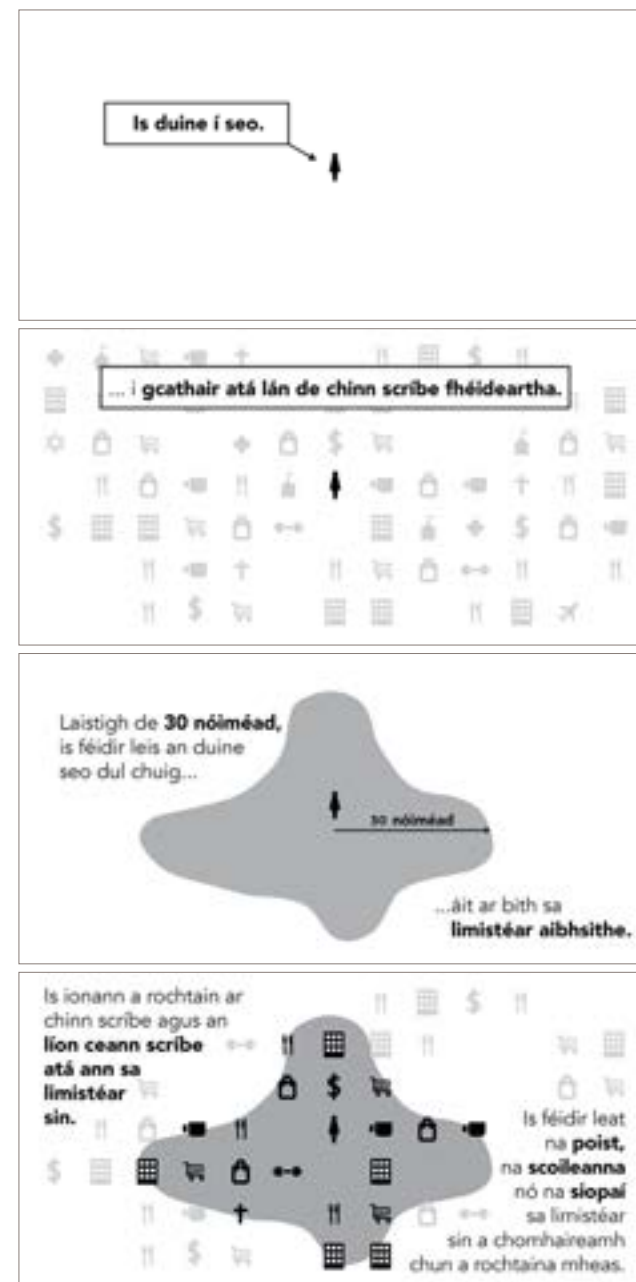 Is duine í seo.
... i gcathair atá lán de chinn scríbe fhéideartha.
Laistigh de 30 nóiméad,
is féidir leis an duine
seo dul chuig...
30 nóiméad
...áit ar bith sa
limistéar aibhsithe.
Is ionann a rochtain ar
chinn scríbe agus an
líon ceann scríbe
atá ann sa
limistéar
sin.
Is féidir leat
na poist,
na scoileanna
nó na siopaí
sa limistéar
sin a chomhaireamh
chun a rochtaina mheas.